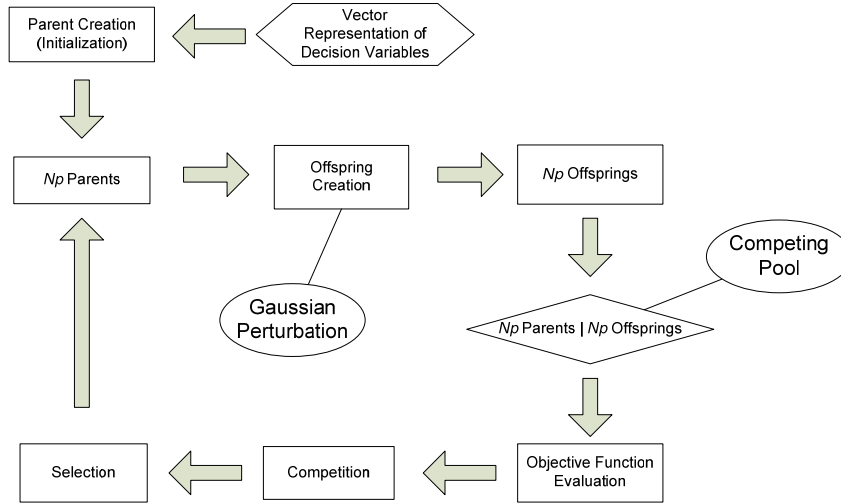 Parent Creation
(Initialization)
Vector
Representation of
Decision Variables
Np Parents
Offspring
Creation
Np Offsprings
Competing
Pool
Gaussian
Perturbation
Np Parents | Np Offsprings
Selection
Competition
Objective Function
Evaluation